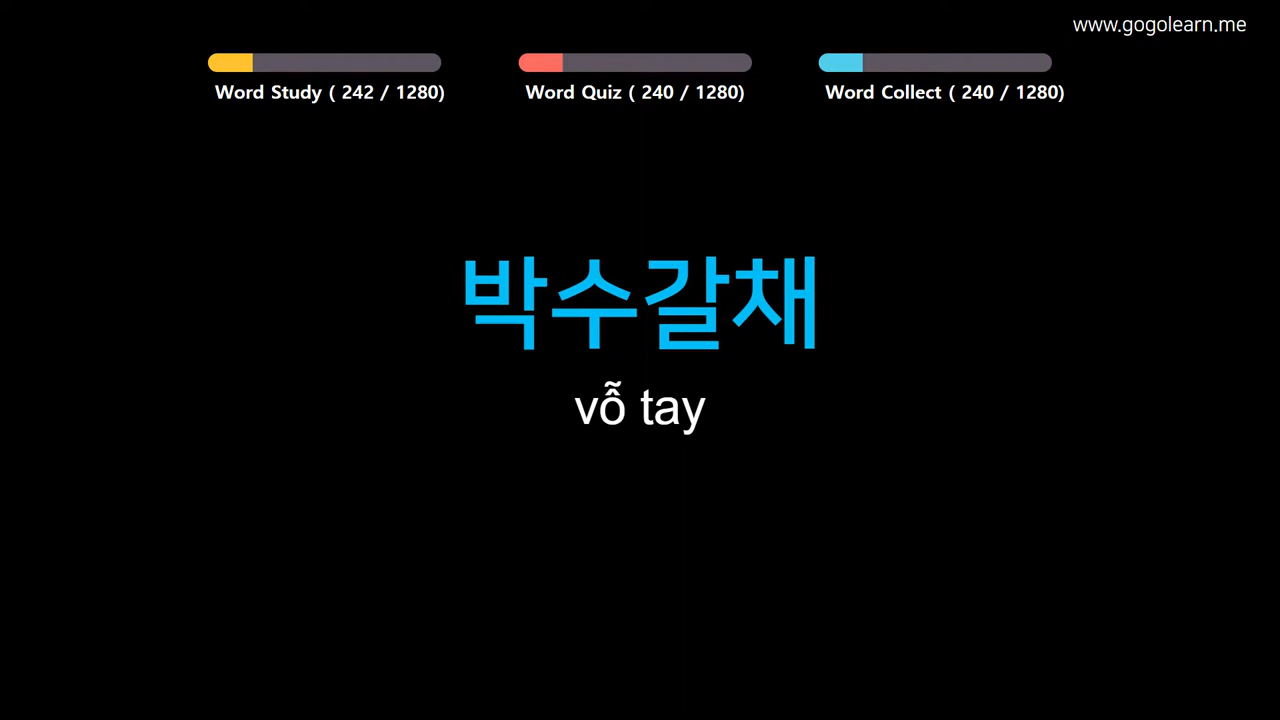 www.gogolearn.me
Word Study ( 242 / 1280)
Word Quiz ( 240 / 1280)
Word Collect ( 240 / 1280)
박수갈채
vỗ tay